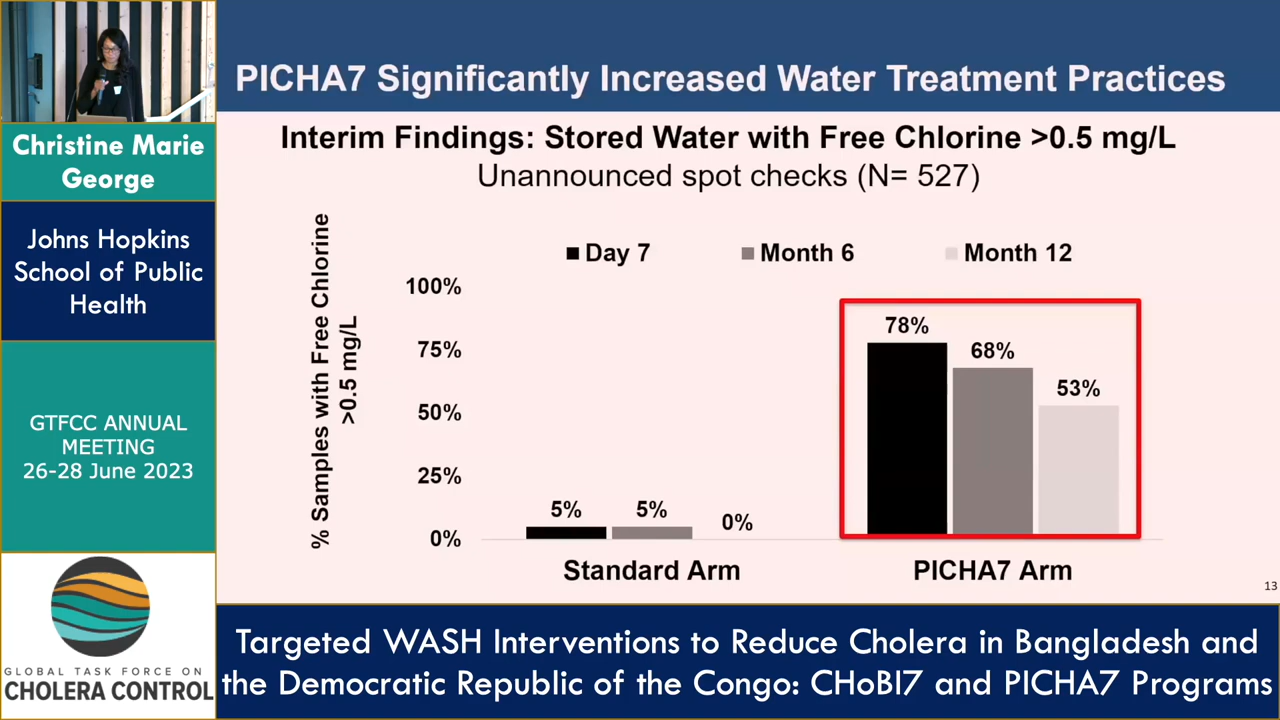 Christine Marie
George
Johns Hopkins
School of Public
Health
GTFCC ANNUAL
MEETING
26-28 June 2023
GLOBAL TASK FORCE ON
CHOLERA CONTROL
PICHA7 Significantly Increased Water Treatment Practices
Interim Findings: Stored Water with Free Chlorine >0.5 mg/L
Unannounced spot checks (N= 527)
% Samples with Free Chlorine
>0.5 mg/L
Day 7
Month 6
Month 12
100%
75%
50%
25%
0%
5%
5%
0%
78%
68%
53%
Standard Arm
PICHA7 Arm
13
Targeted WASH Interventions to Reduce Cholera in Bangladesh and
the Democratic Republic of the Congo: CHoBI7 and PICHA7 Programs